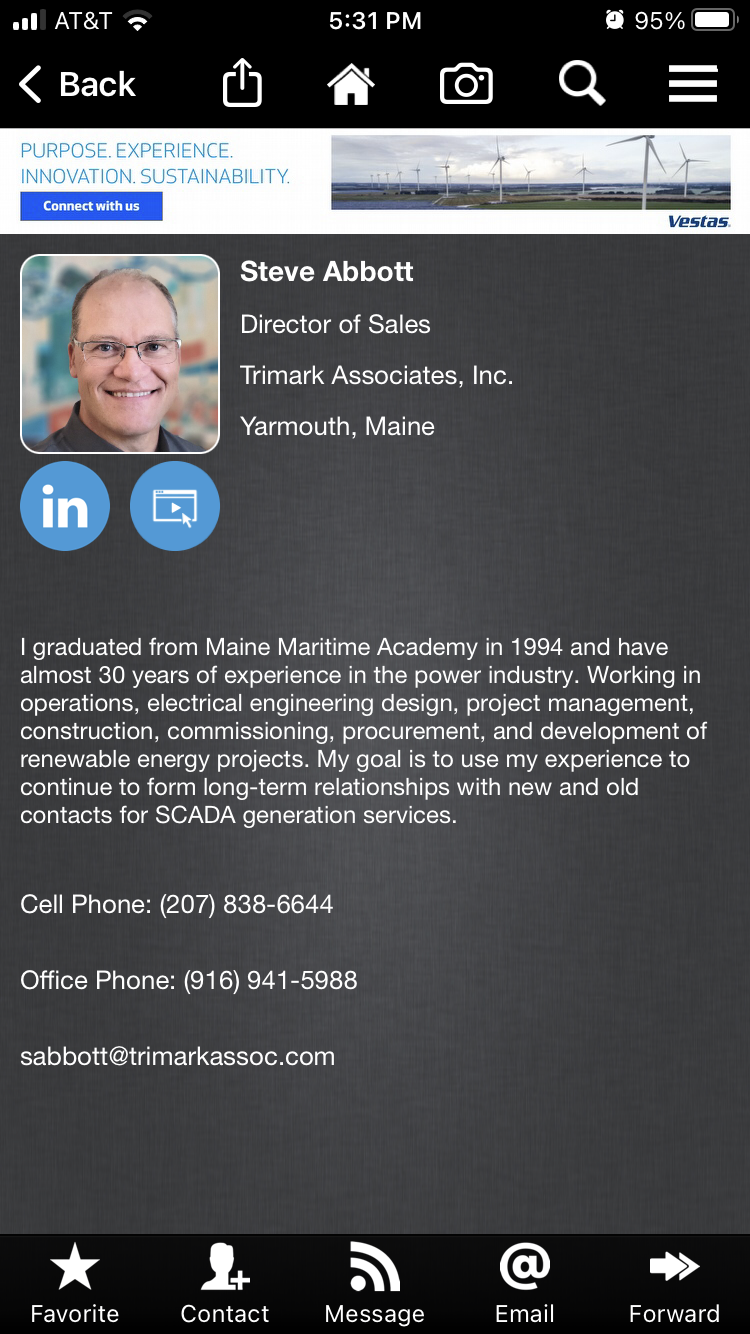 AT&T 5:31 PM 95%
Back
PURPOSE. EXPERIENCE.
INNOVATION. SUSTAINABILITY.
Connect with us
Vestas
Steve Abbott
Director of Sales
Trimark Associates, Inc.
Yarmouth, Maine
in
I graduated from Maine Maritime Academy in 1994 and have
almost 30 years of experience in the power industry. Working in
operations, electrical engineering design, project management,
construction, commissioning, procurement, and development of
renewable energy projects. My goal is to use my experience to
continue to form long-term relationships with new and old
contacts for SCADA generation services.
Cell Phone: (207) 838-6644
Office Phone: (916) 941-5988
sabbott@trimarkassoc.com
Favorite Contact Message Email Forward